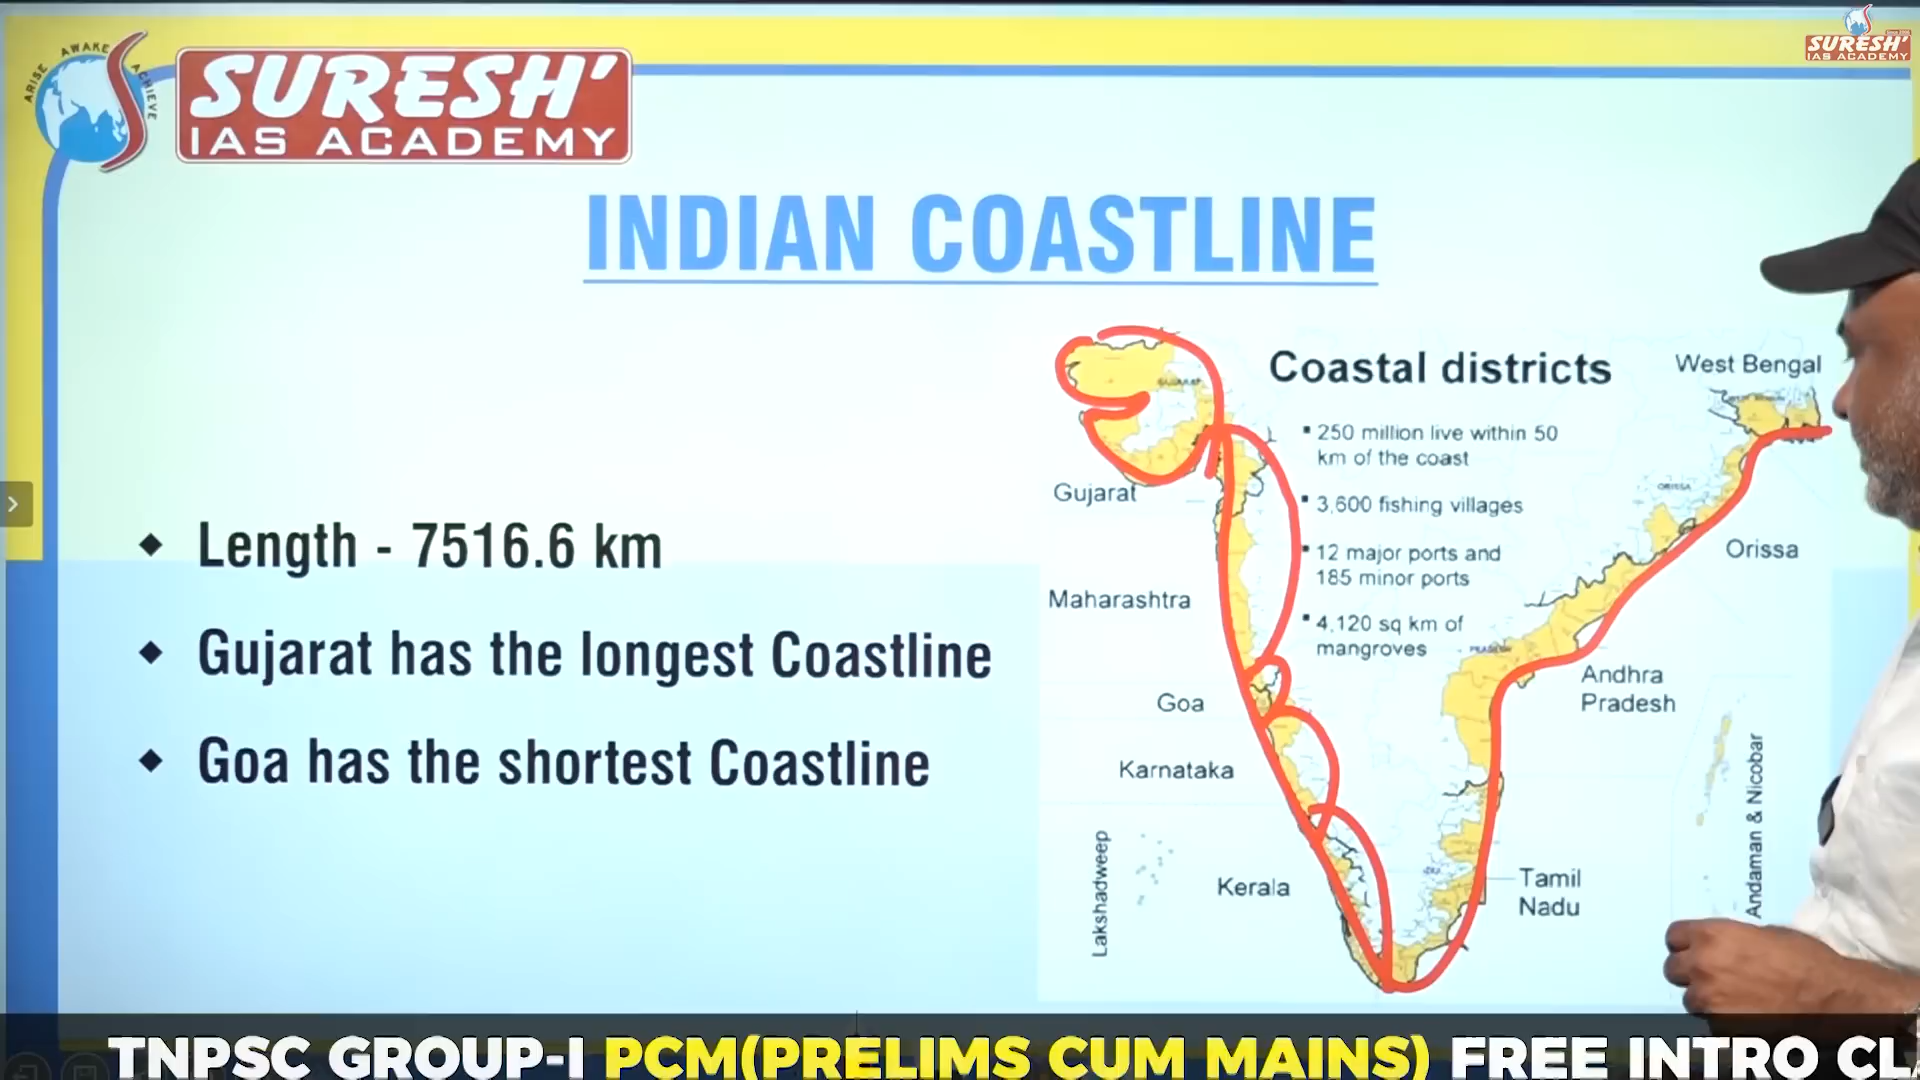 ARISE AWAKE ACHIEVE
SURESH'
IAS ACADEMY
SURESH'
IAS ACADEMY
INDIAN COASTLINE
◆ Length - 7516.6 km
◆ Gujarat has the longest Coastline
◆ Goa has the shortest Coastline
Coastal districts
▪ 250 million live within 50
km of the coast
▪ 3,600 fishing villages
▪ 12 major ports and
185 minor ports
▪ 4,120 sq km of
mangroves
West Bengal
Gujarat
Orissa
Maharashtra
Andhra
Pradesh
Goa
Karnataka
Kerala
Tamil
Nadu
Lakshadweep
Andaman & Nicobar
TNPSC GROUP-I PCM(PRELIMS CUM MAINS) FREE INTRO CL